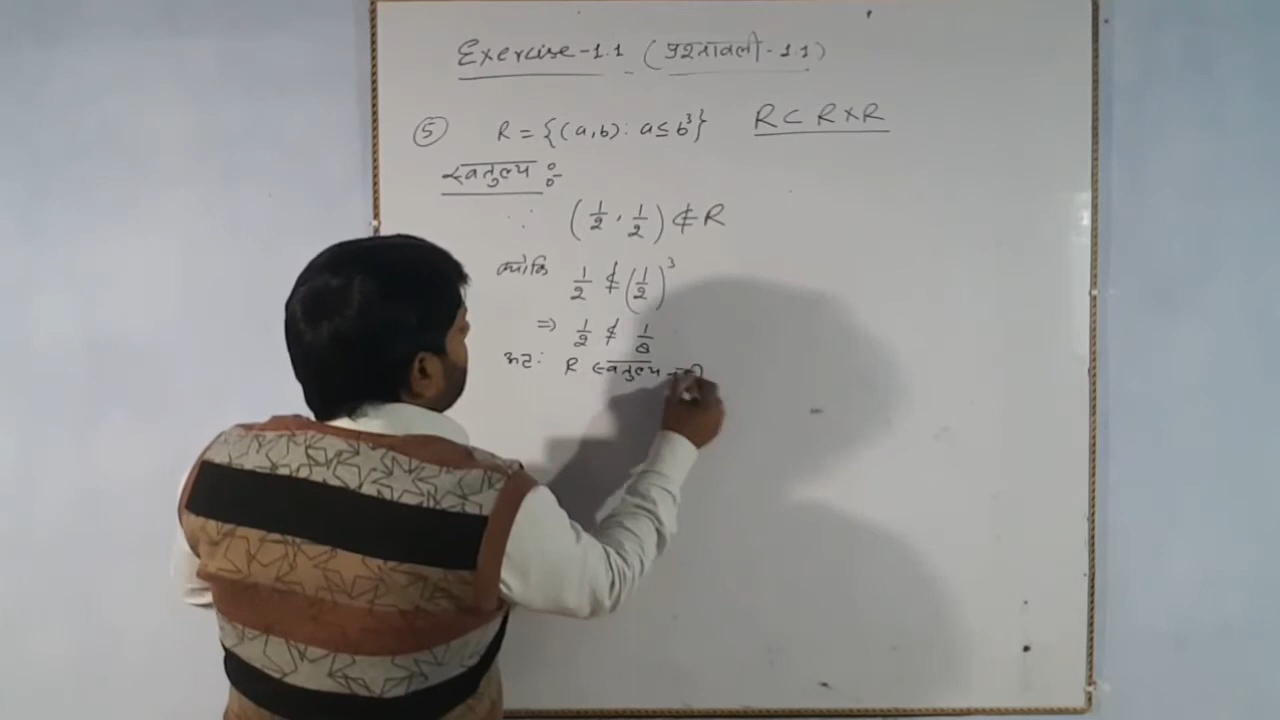 Exercise-1.1 (प्रश्नावली-1.1)
⑤ R = {(a,b): a≤b³} R⊂R×R
स्वतुल्य :-
∵ (1/2, 1/2) ∉ R
क्योंकि 1/2 ≰ (1/2)³
⇒ 1/2 ≰ 1/8
अतः R स्वतुल्य